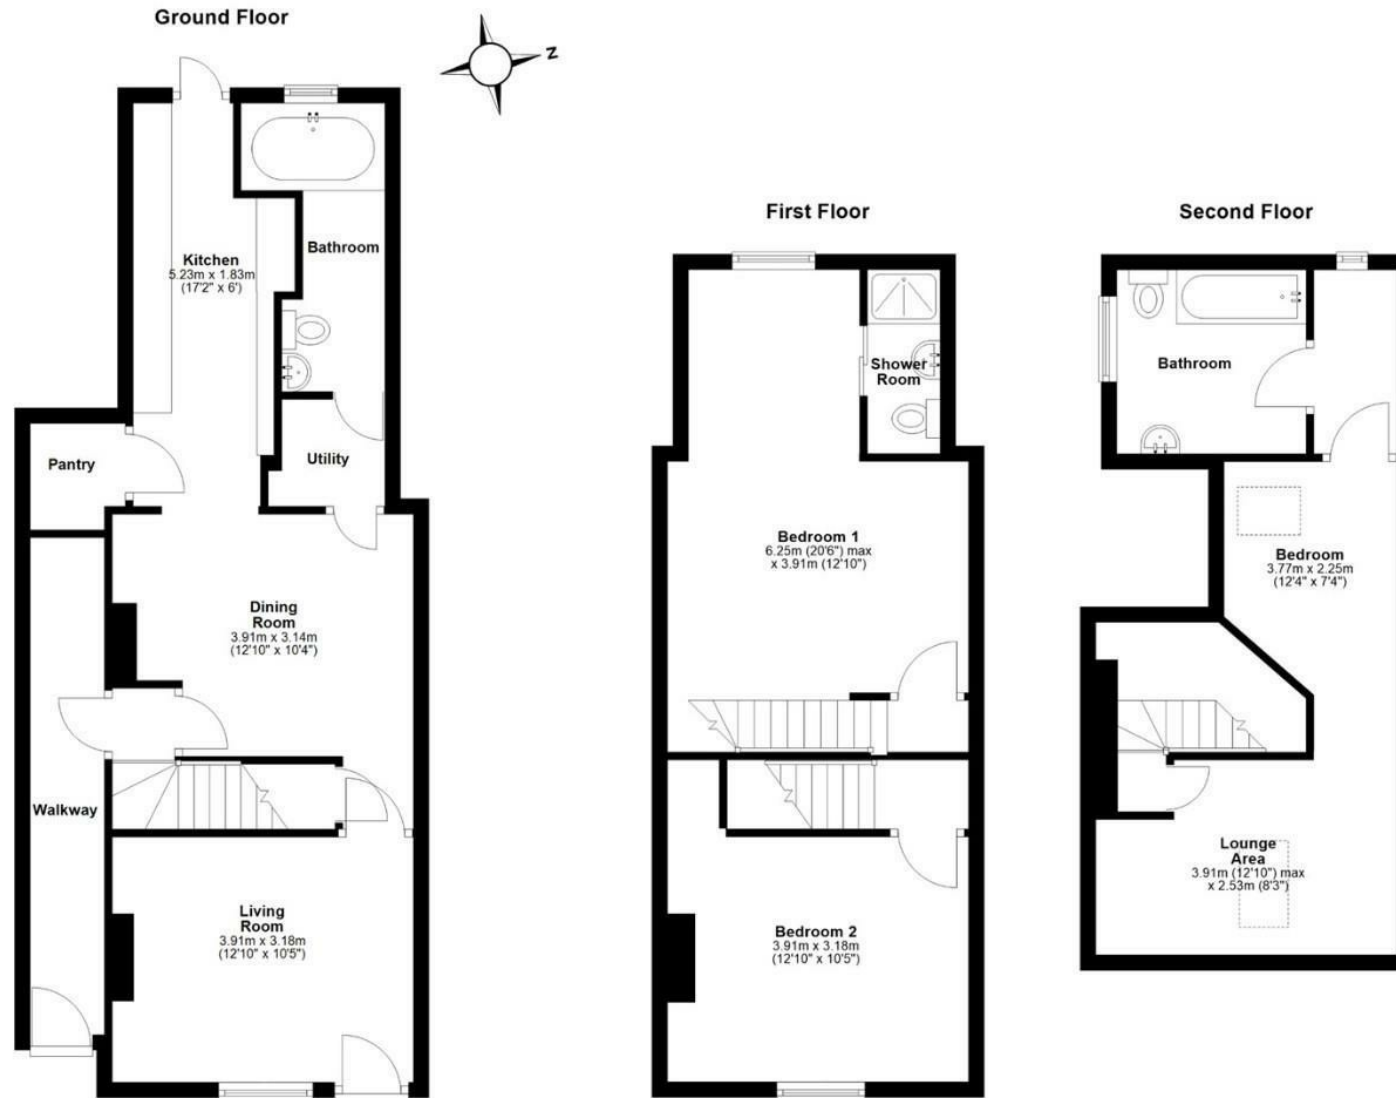 Ground Floor
N
Kitchen
5.23m x 1.83m
(17'2" x 6')
Bathroom
Pantry
Utility
Dining
Room
3.91m x 3.14m
(12'10" x 10'4")
Walkway
Living
Room
3.91m x 3.18m
(12'10" x 10'5")
First Floor
Shower
Room
Bedroom 1
6.25m (20'6") max
x 3.91m (12'10")
Bedroom 2
3.91m x 3.18m
(12'10" x 10'5")
Second Floor
Bathroom
Bedroom
3.77m x 2.25m
(12'4" x 7'4")
Lounge
Area
3.91m (12'10") max
x 2.53m (8'3")